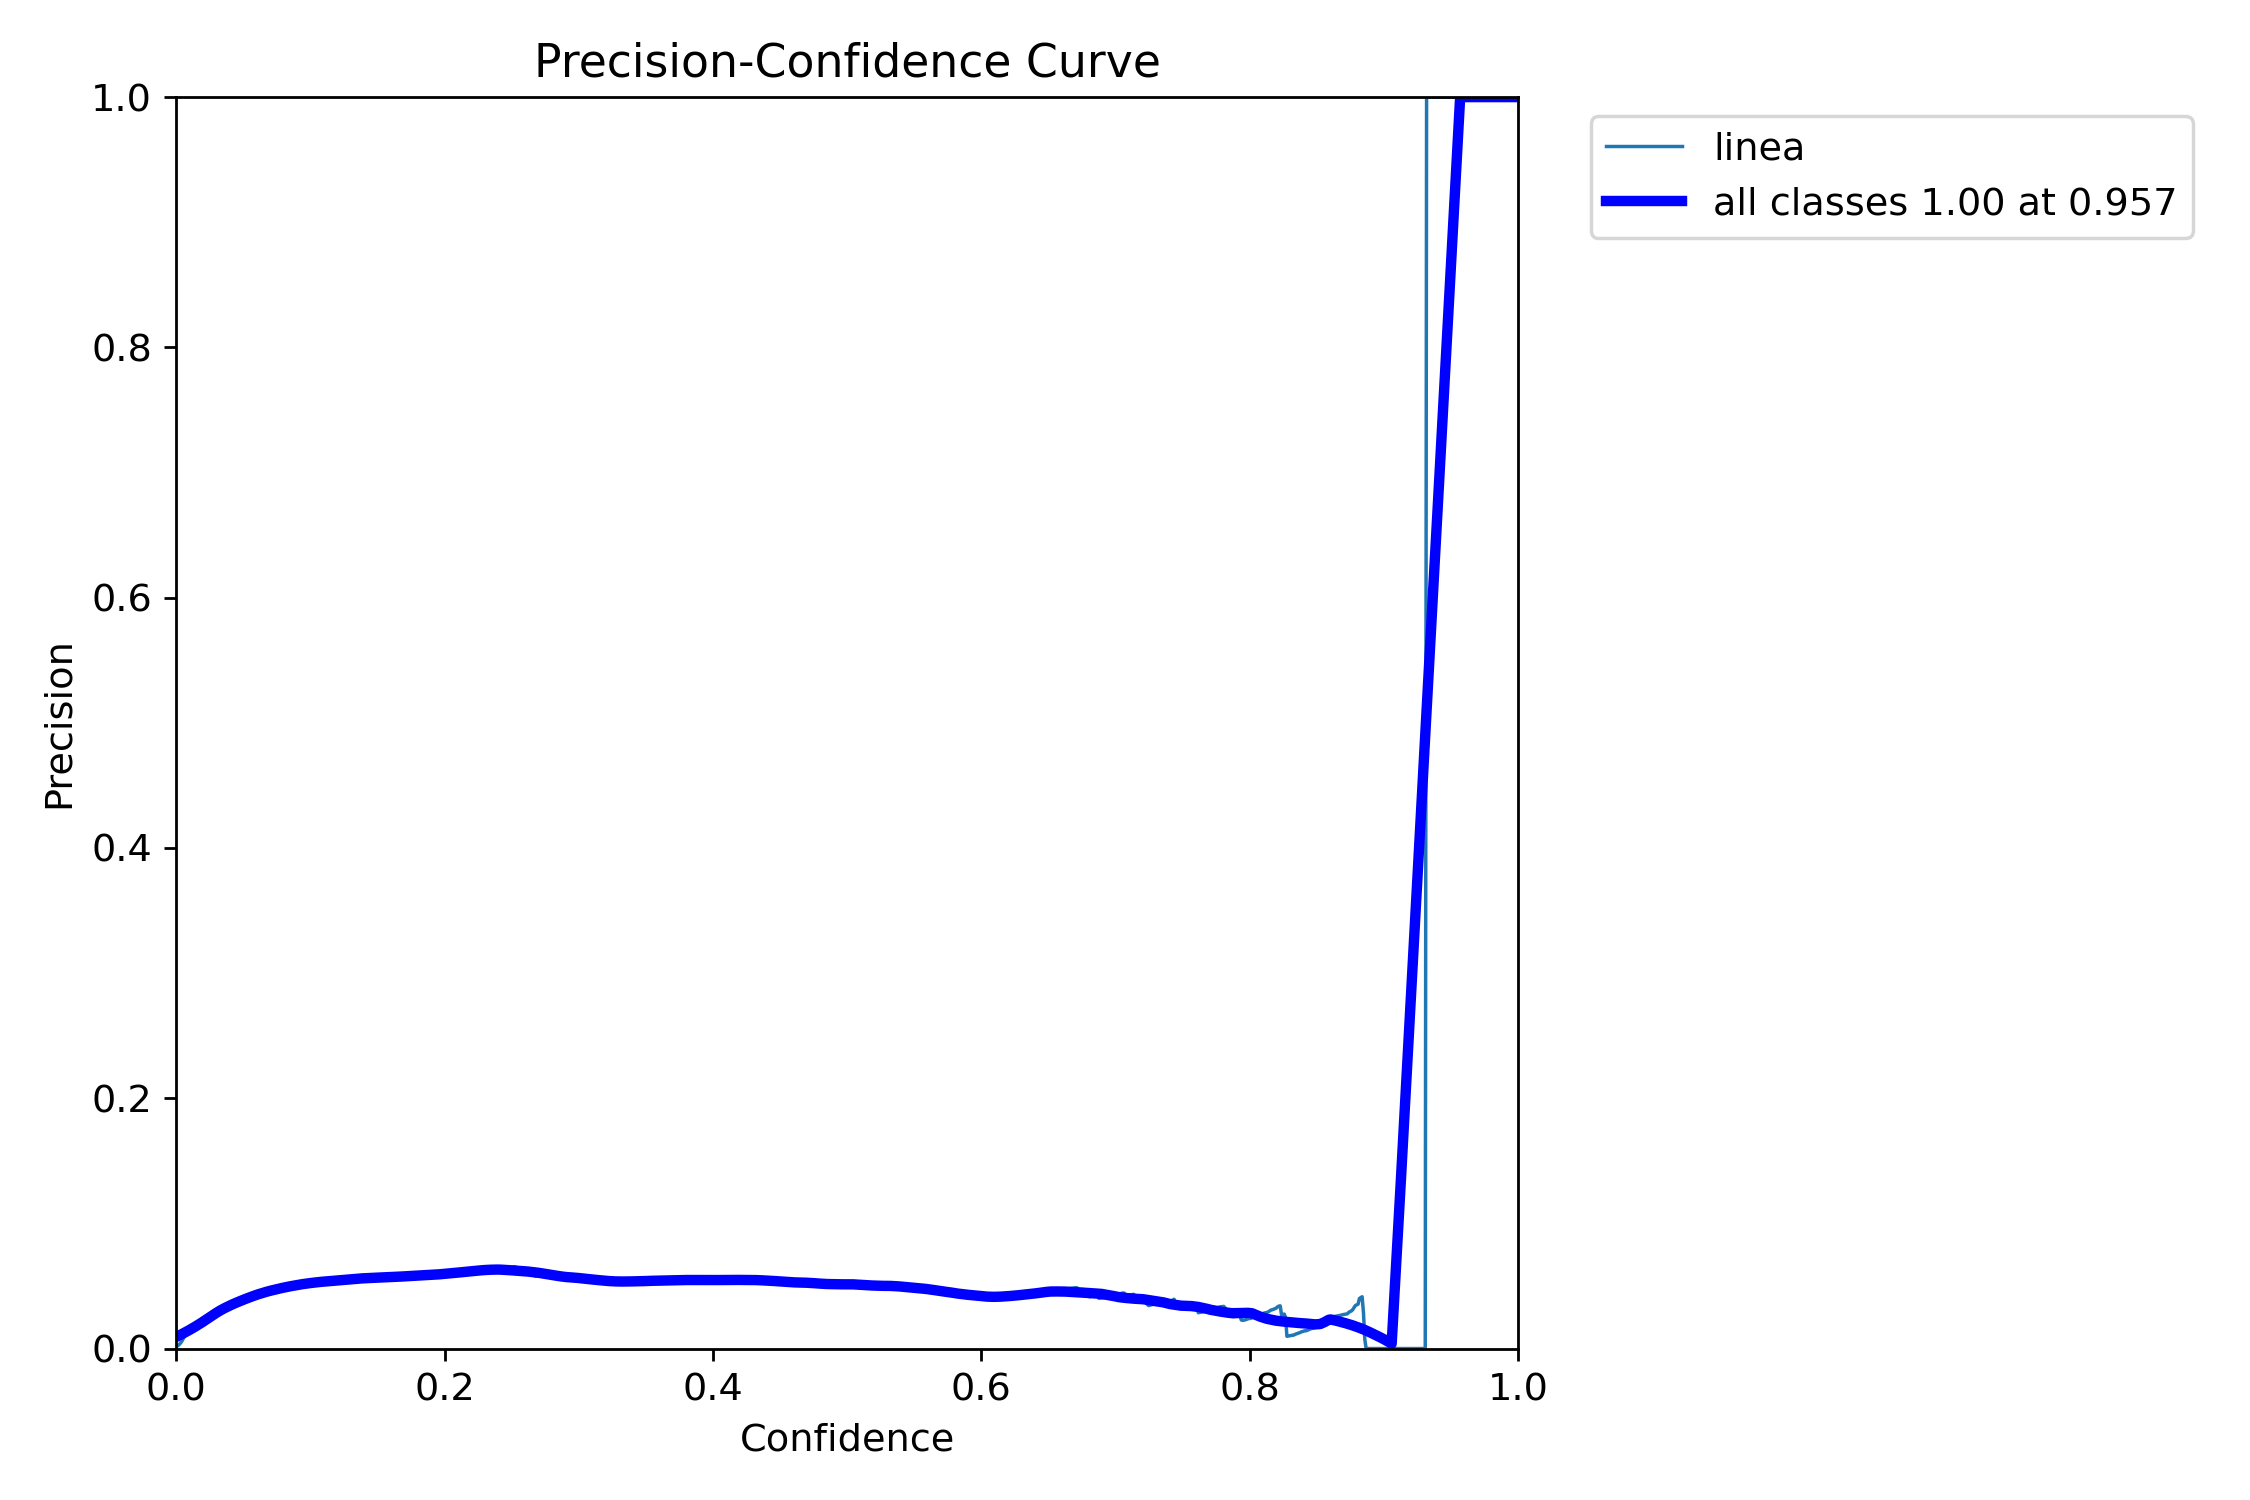 Precision-Confidence Curve
linea
all classes 1.00 at 0.957
Precision
1.0
0.8
0.6
0.4
0.2
0.0
0.0 0.2 0.4 0.6 0.8 1.0
Confidence